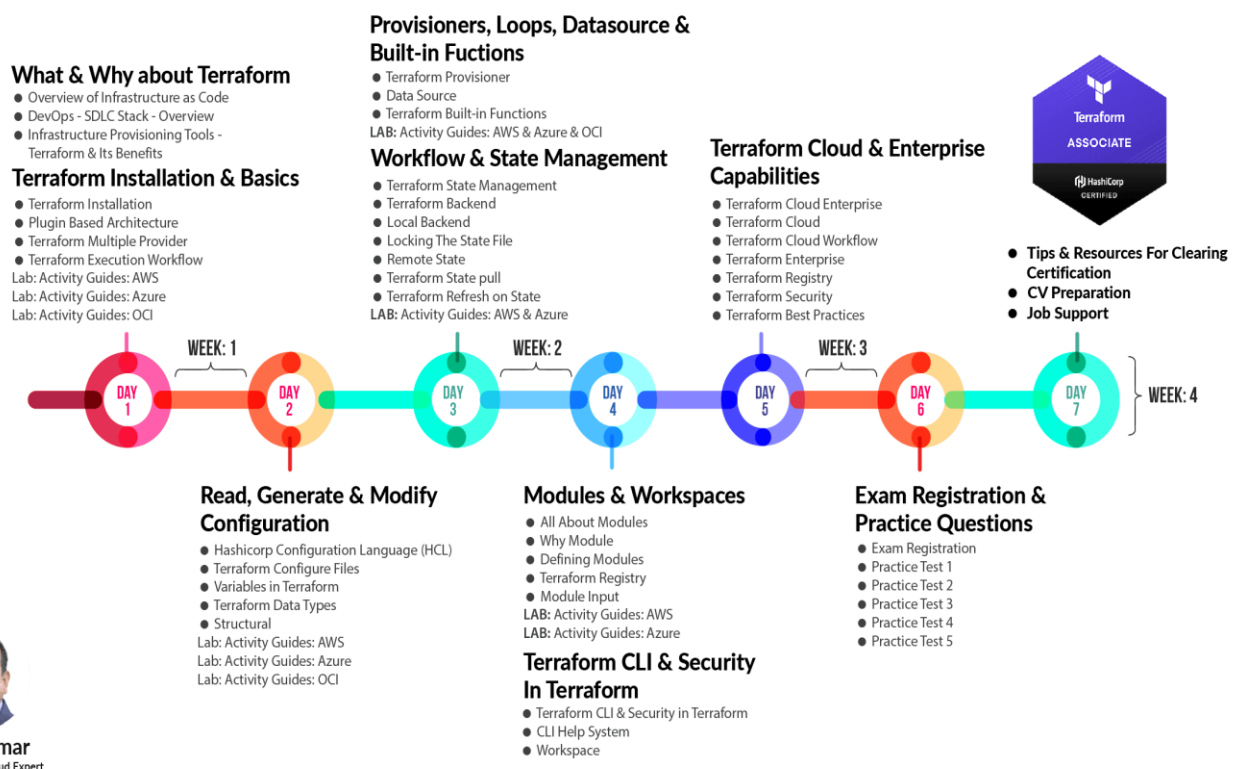 What & Why about Terraform
● Overview of Infrastructure as Code
● DevOps - SDLC Stack - Overview
● Infrastructure Provisioning Tools -
Terraform & Its Benefits
Terraform Installation & Basics
● Terraform Installation
● Plugin Based Architecture
● Terraform Multiple Provider
● Terraform Execution Workflow
Lab: Activity Guides: AWS
Lab: Activity Guides: Azure
Lab: Activity Guides: OCI
Provisioners, Loops, Datasource &
Built-in Fuctions
● Terraform Provisioner
● Data Source
● Terraform Built-in Functions
LAB: Activity Guides: AWS & Azure & OCI
Workflow & State Management
● Terraform State Management
● Terraform Backend
● Local Backend
● Locking The State File
● Remote State
● Terraform State pull
● Terraform Refresh on State
LAB: Activity Guides: AWS & Azure
Terraform Cloud & Enterprise
Capabilities
● Terraform Cloud Enterprise
● Terraform Cloud
● Terraform Cloud Workflow
● Terraform Enterprise
● Terraform Registry
● Terraform Security
● Terraform Best Practices
Terraform
ASSOCIATE
HashiCorp
CERTIFIED
● Tips & Resources For Clearing
Certification
● CV Preparation
● Job Support
DAY
1
WEEK: 1
DAY
2
DAY
3
WEEK: 2
DAY
4
DAY
5
WEEK: 3
DAY
6
DAY
7
WEEK: 4
Read, Generate & Modify
Configuration
● Hashicorp Configuration Language (HCL)
● Terraform Configure Files
● Variables in Terraform
● Terraform Data Types
● Structural
Lab: Activity Guides: AWS
Lab: Activity Guides: Azure
Lab: Activity Guides: OCI
Modules & Workspaces
● All About Modules
● Why Module
● Defining Modules
● Terraform Registry
● Module Input
LAB: Activity Guides: AWS
LAB: Activity Guides: Azure
Terraform CLI & Security
In Terraform
● Terraform CLI & Security in Terraform
● CLI Help System
● Workspace
Exam Registration &
Practice Questions
● Exam Registration
● Practice Test 1
● Practice Test 2
● Practice Test 3
● Practice Test 4
● Practice Test 5
mar
ud Expert